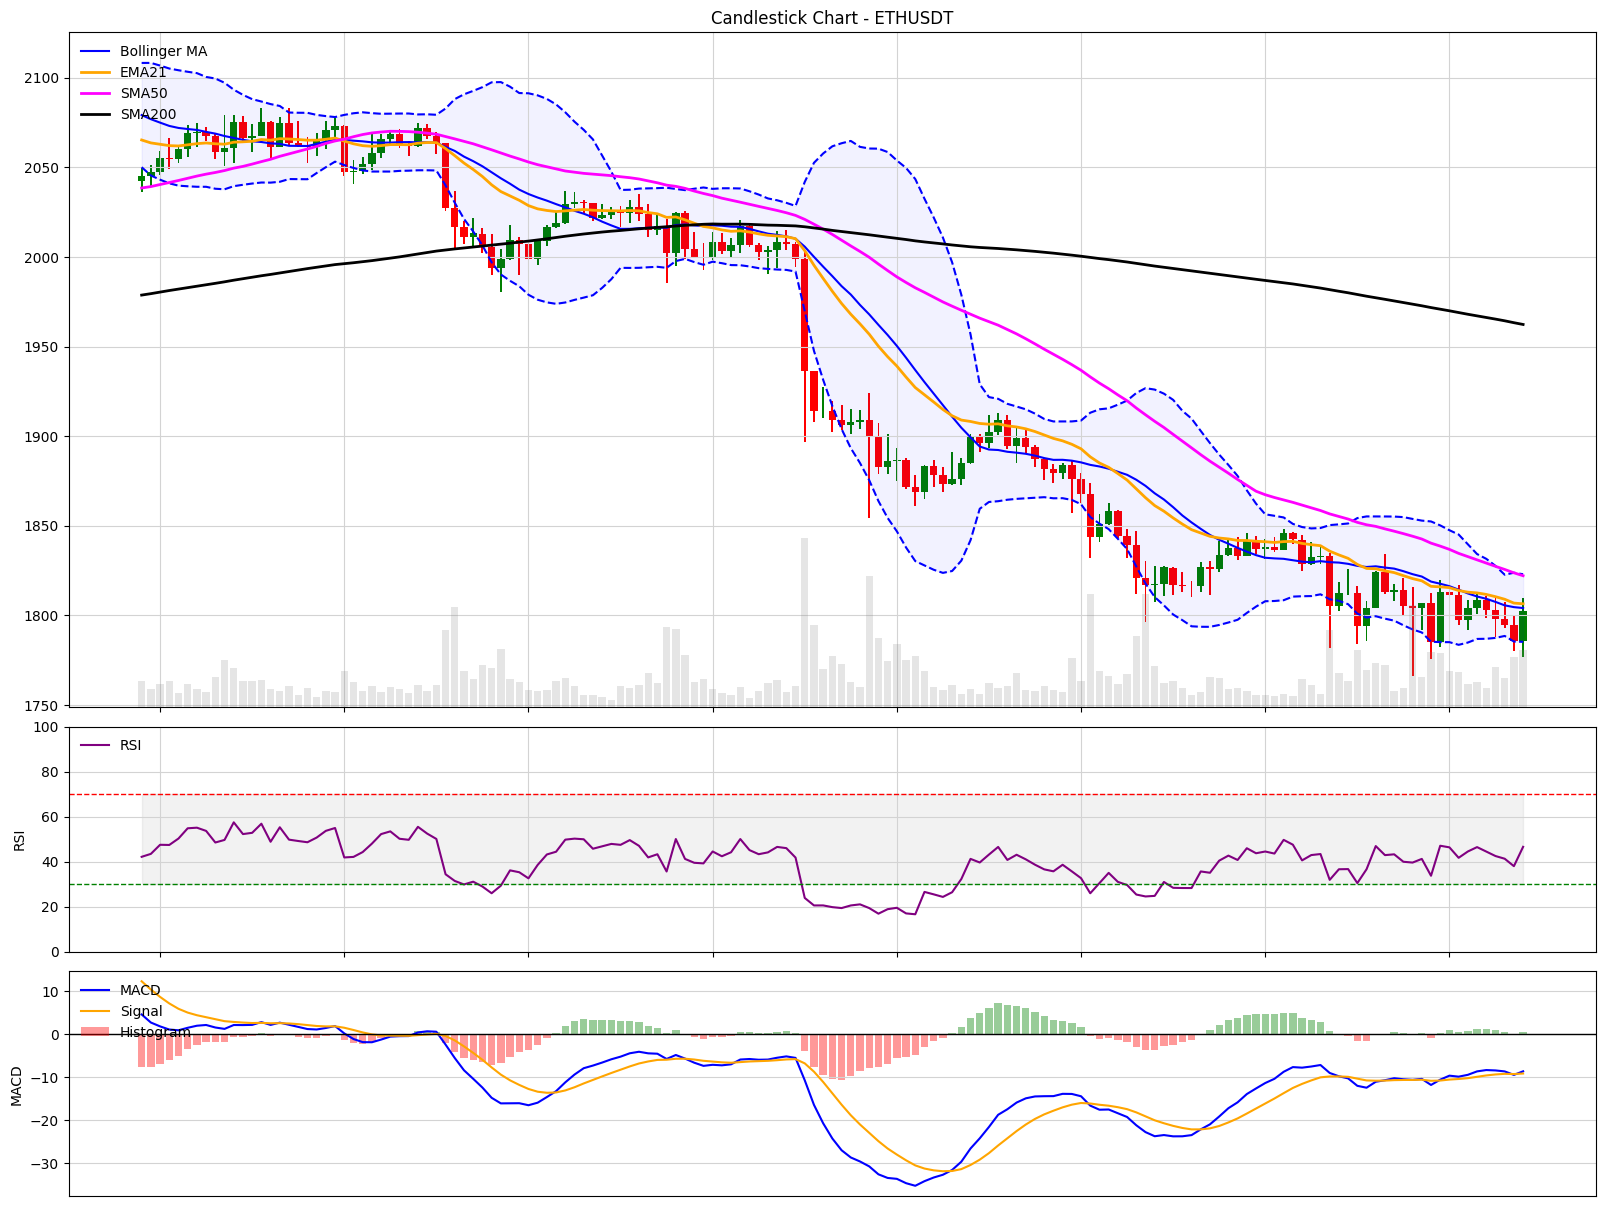 Candlestick Chart - ETHUSDT
Bollinger MA
EMA21
SMA50
SMA200
2100
2050
2000
1950
1900
1850
1800
1750
RSI
100
80
60
40
20
0
RSI
MACD
Signal
Histogram
10
0
−10
−20
−30
MACD